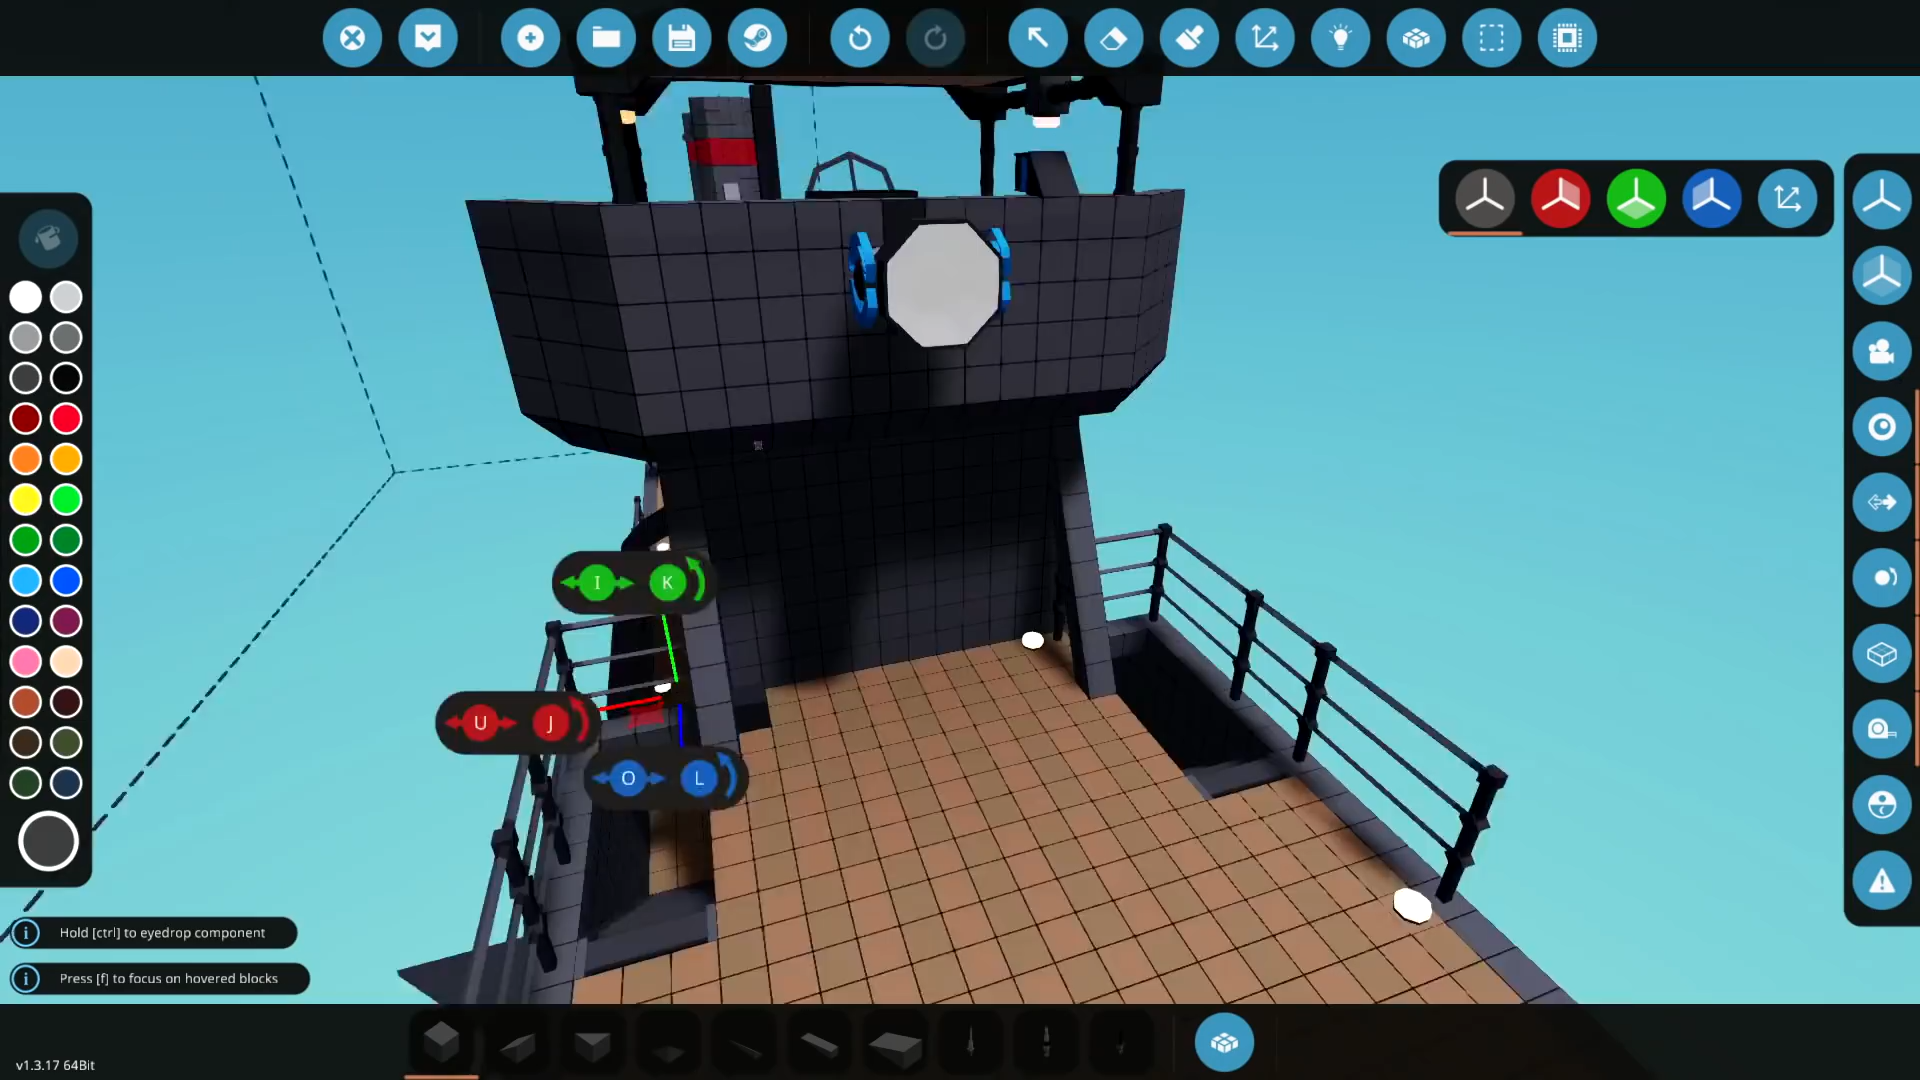 I K
U J
O L
Hold [ctrl] to eyedrop component
Press [f] to focus on hovered blocks
v1.3.17 64Bit